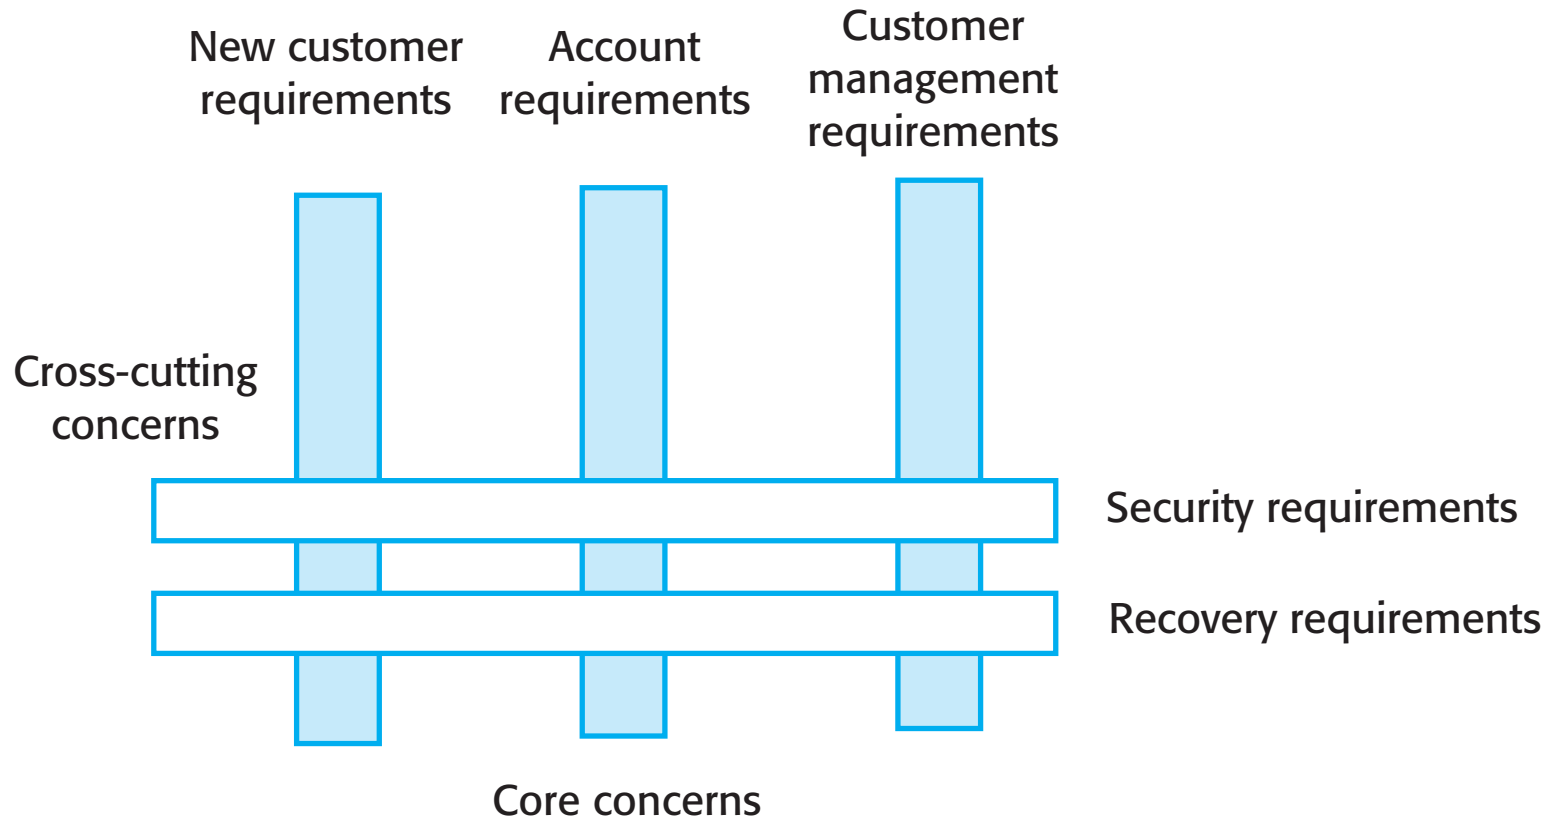 New customer
requirements
Account
requirements
Customer
management
requirements
Cross-cutting
concerns
Security requirements
Recovery requirements
Core concerns